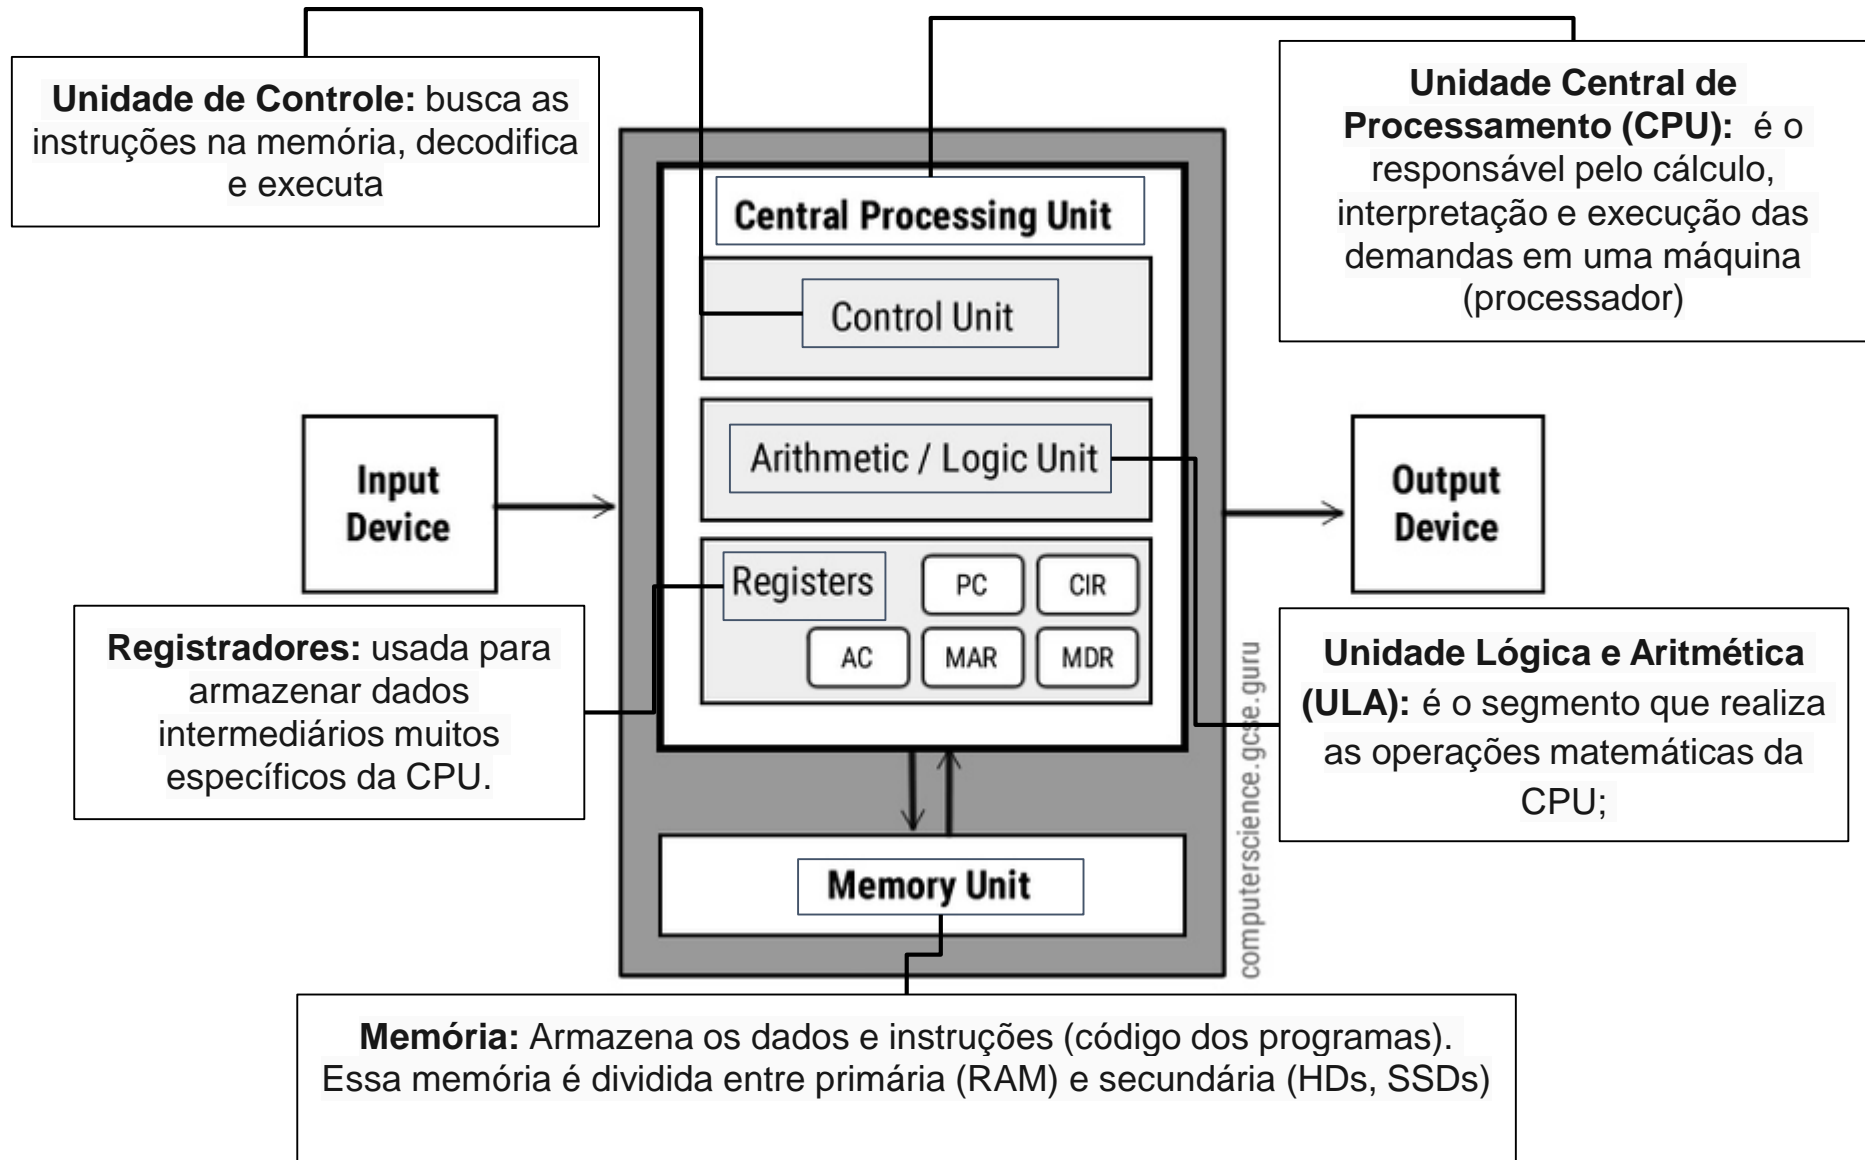 Unidade de Controle: busca as
instruções na memória, decodifica
e executa
Unidade Central de
Processamento (CPU): é o
responsável pelo cálculo,
interpretação e execução das
demandas em uma máquina
(processador)
Central Processing Unit
Control Unit
Arithmetic / Logic Unit
Input
Device
Output
Device
Registers
PC
CIR
AC
MAR
MDR
Registradores: usada para
armazenar dados
intermediários muitos
específicos da CPU.
Unidade Lógica e Aritmética
(ULA): é o segmento que realiza
as operações matemáticas da
CPU;
computerscience.gcse.guru
Memory Unit
Memória: Armazena os dados e instruções (código dos programas).
Essa memória é dividida entre primária (RAM) e secundária (HDs, SSDs)